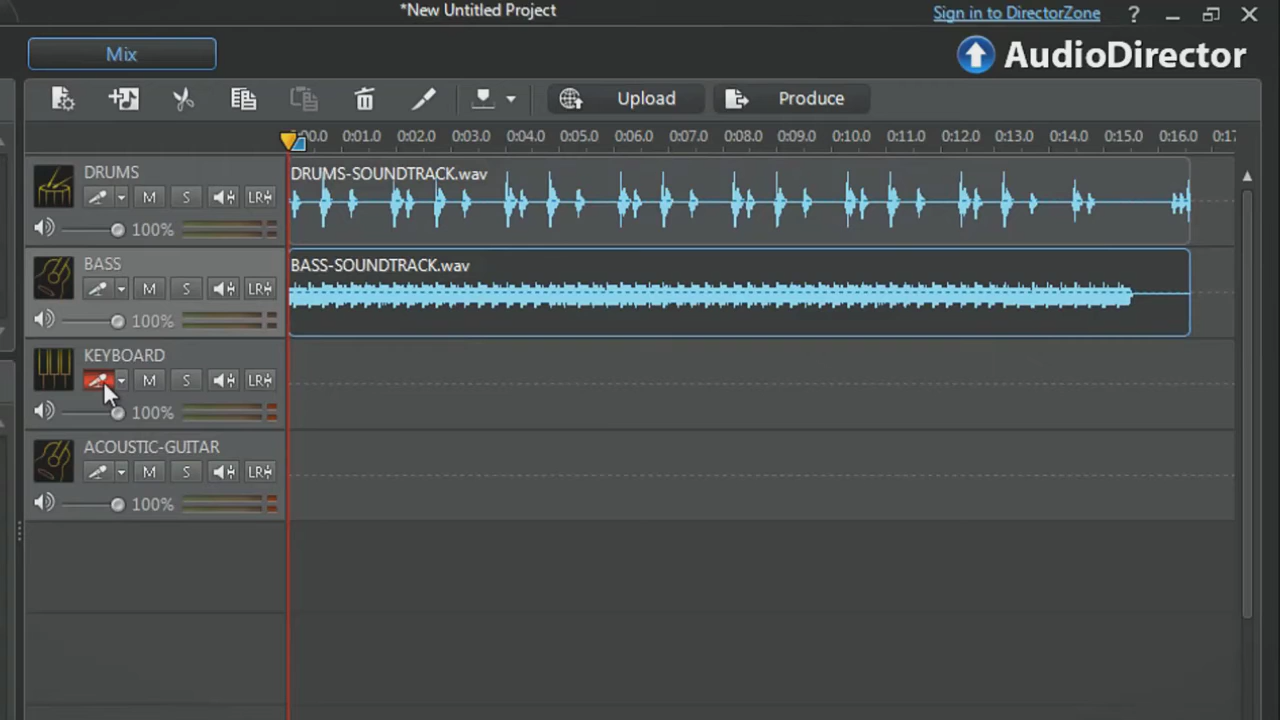 *New Untitled Project
Sign in to DirectorZone ?
Mix
AudioDirector
Upload Produce
0:01.0 0:02.0 0:03.0 0:04.0 0:05.0 0:06.0 0:07.0 0:08.0 0:09.0 0:10.0 0:11.0 0:12.0 0:13.0 0:14.0 0:15.0 0:16.0 0:17
DRUMS
DRUMS-SOUNDTRACK.wav
M S LR
100%
BASS
BASS-SOUNDTRACK.wav
M S LR
100%
KEYBOARD
M S LR
100%
ACOUSTIC-GUITAR
M S LR
100%